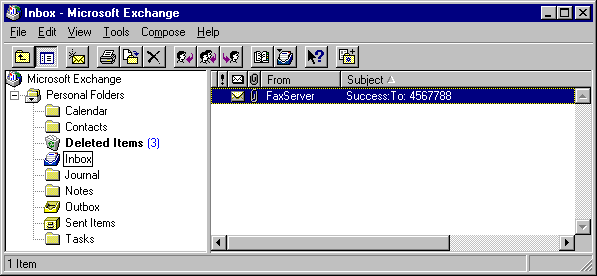 Inbox - Microsoft Exchange
File Edit View Tools Compose Help
Microsoft Exchange
Personal Folders
Calendar
Contacts
Deleted Items (3)
Inbox
Journal
Notes
Outbox
Sent Items
Tasks
! From Subject
FaxServer Success:To: 4567788
1 Item